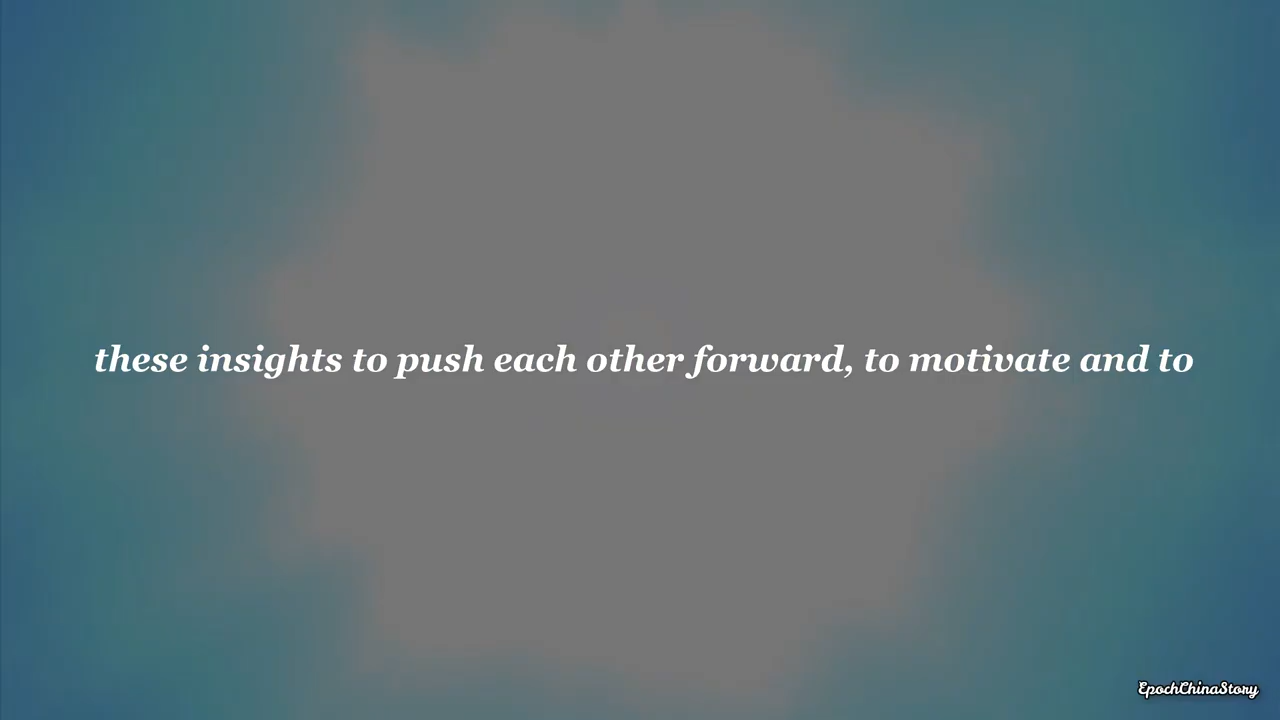 these insights to push each other forward, to motivate and to
EpochChinaStory